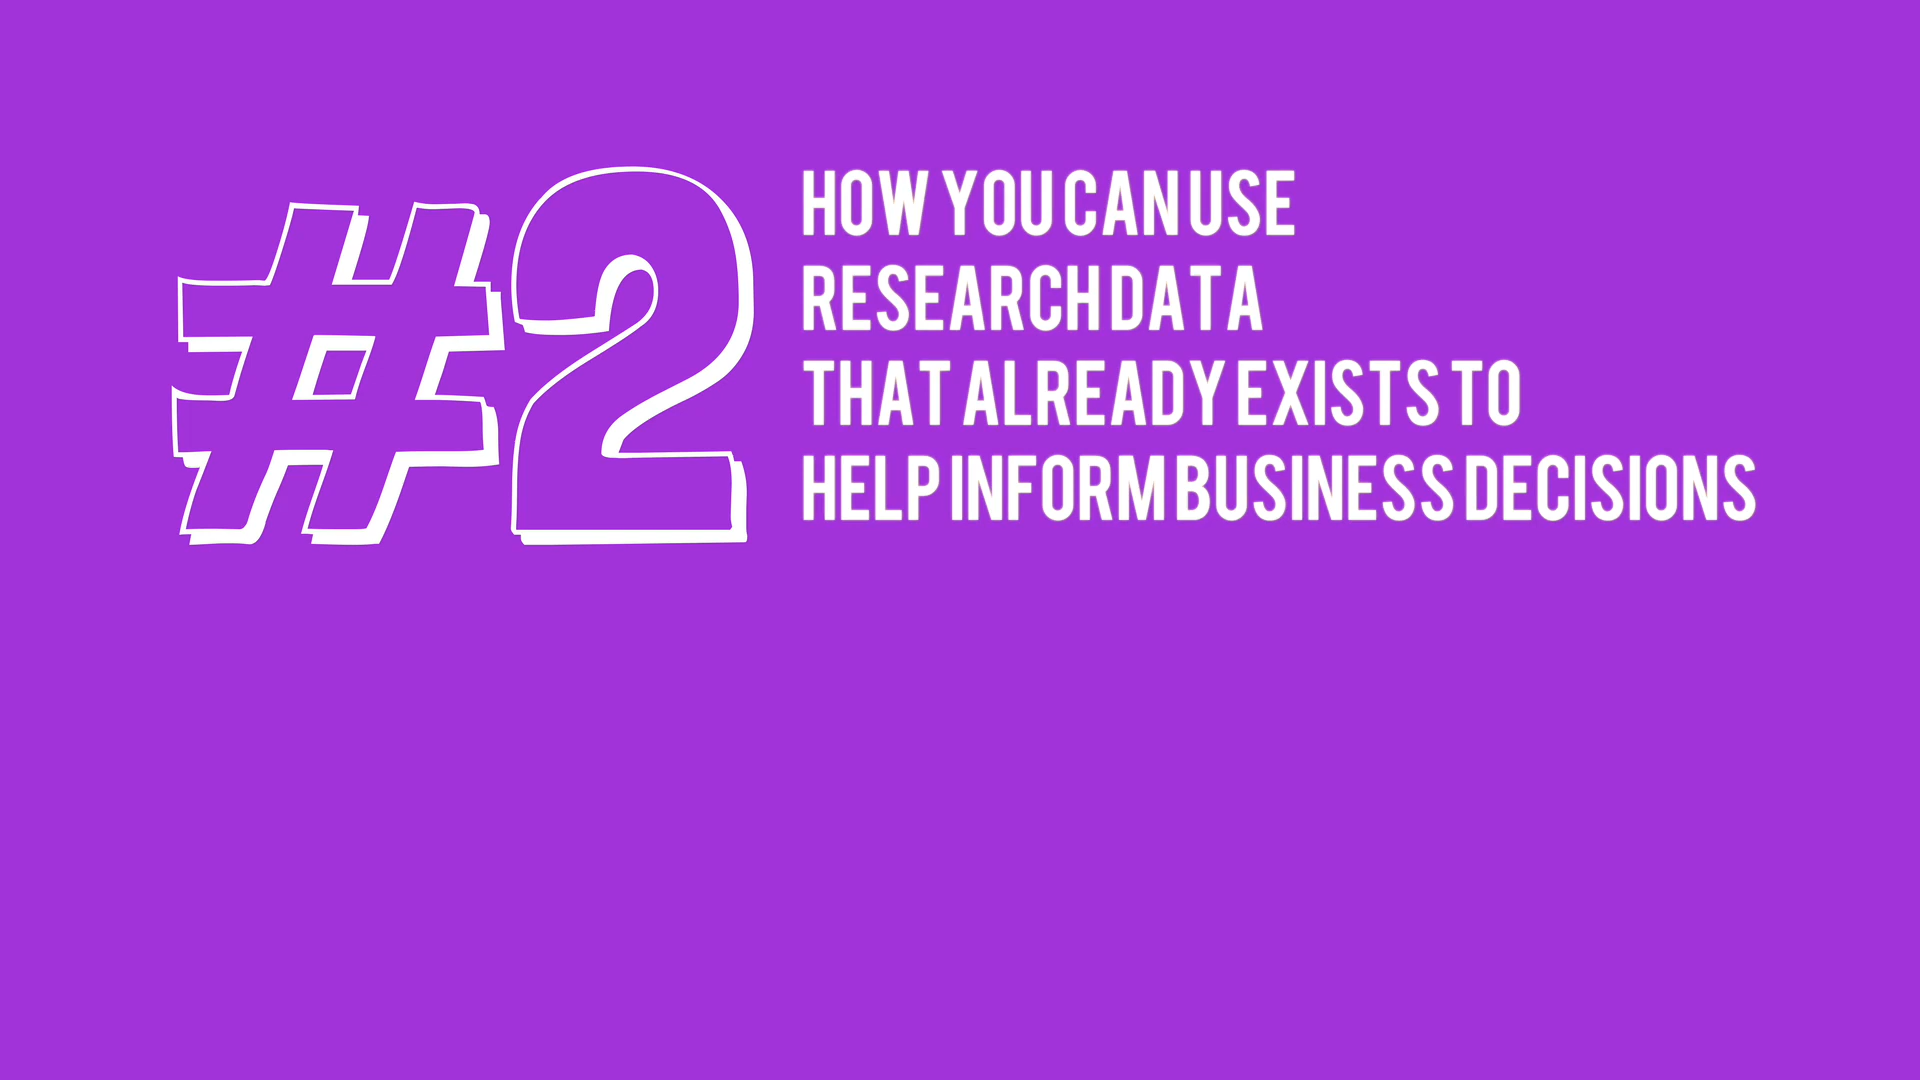 #2
HOW YOU CAN USE
RESEARCH DATA
THAT ALREADY EXISTS TO
HELP INFORM BUSINESS DECISIONS